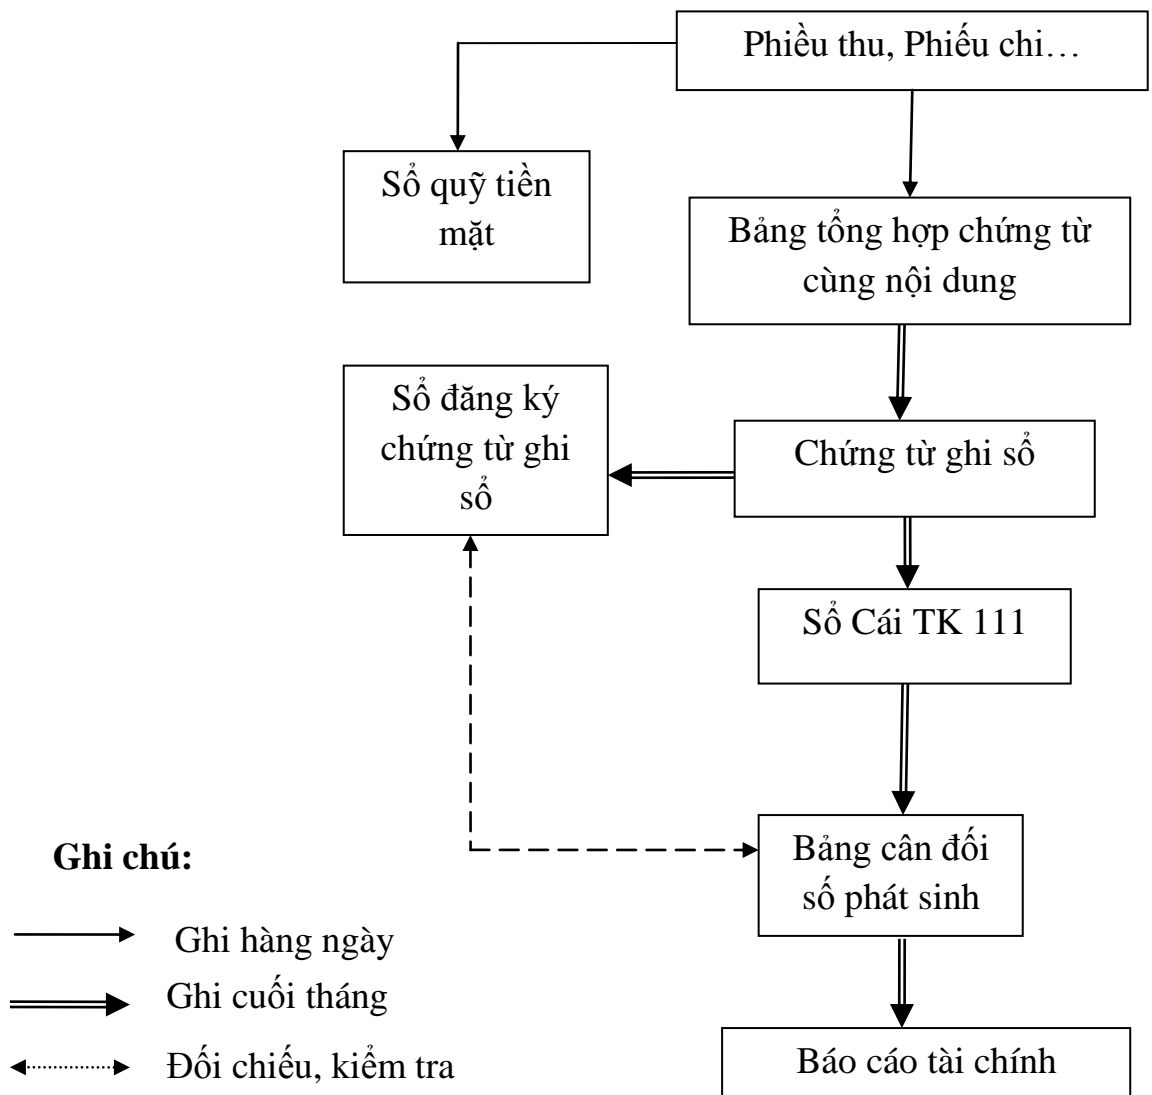 Phiều thu, Phiếu chi…
Sổ quỹ tiền
mặt
Bảng tổng hợp chứng từ
cùng nội dung
Sổ đăng ký
chứng từ ghi
sổ
Chứng từ ghi sổ
Sổ Cái TK 111
Bảng cân đối
số phát sinh
Ghi chú:
Ghi hàng ngày
Ghi cuối tháng
Đối chiếu, kiểm tra
Báo cáo tài chính